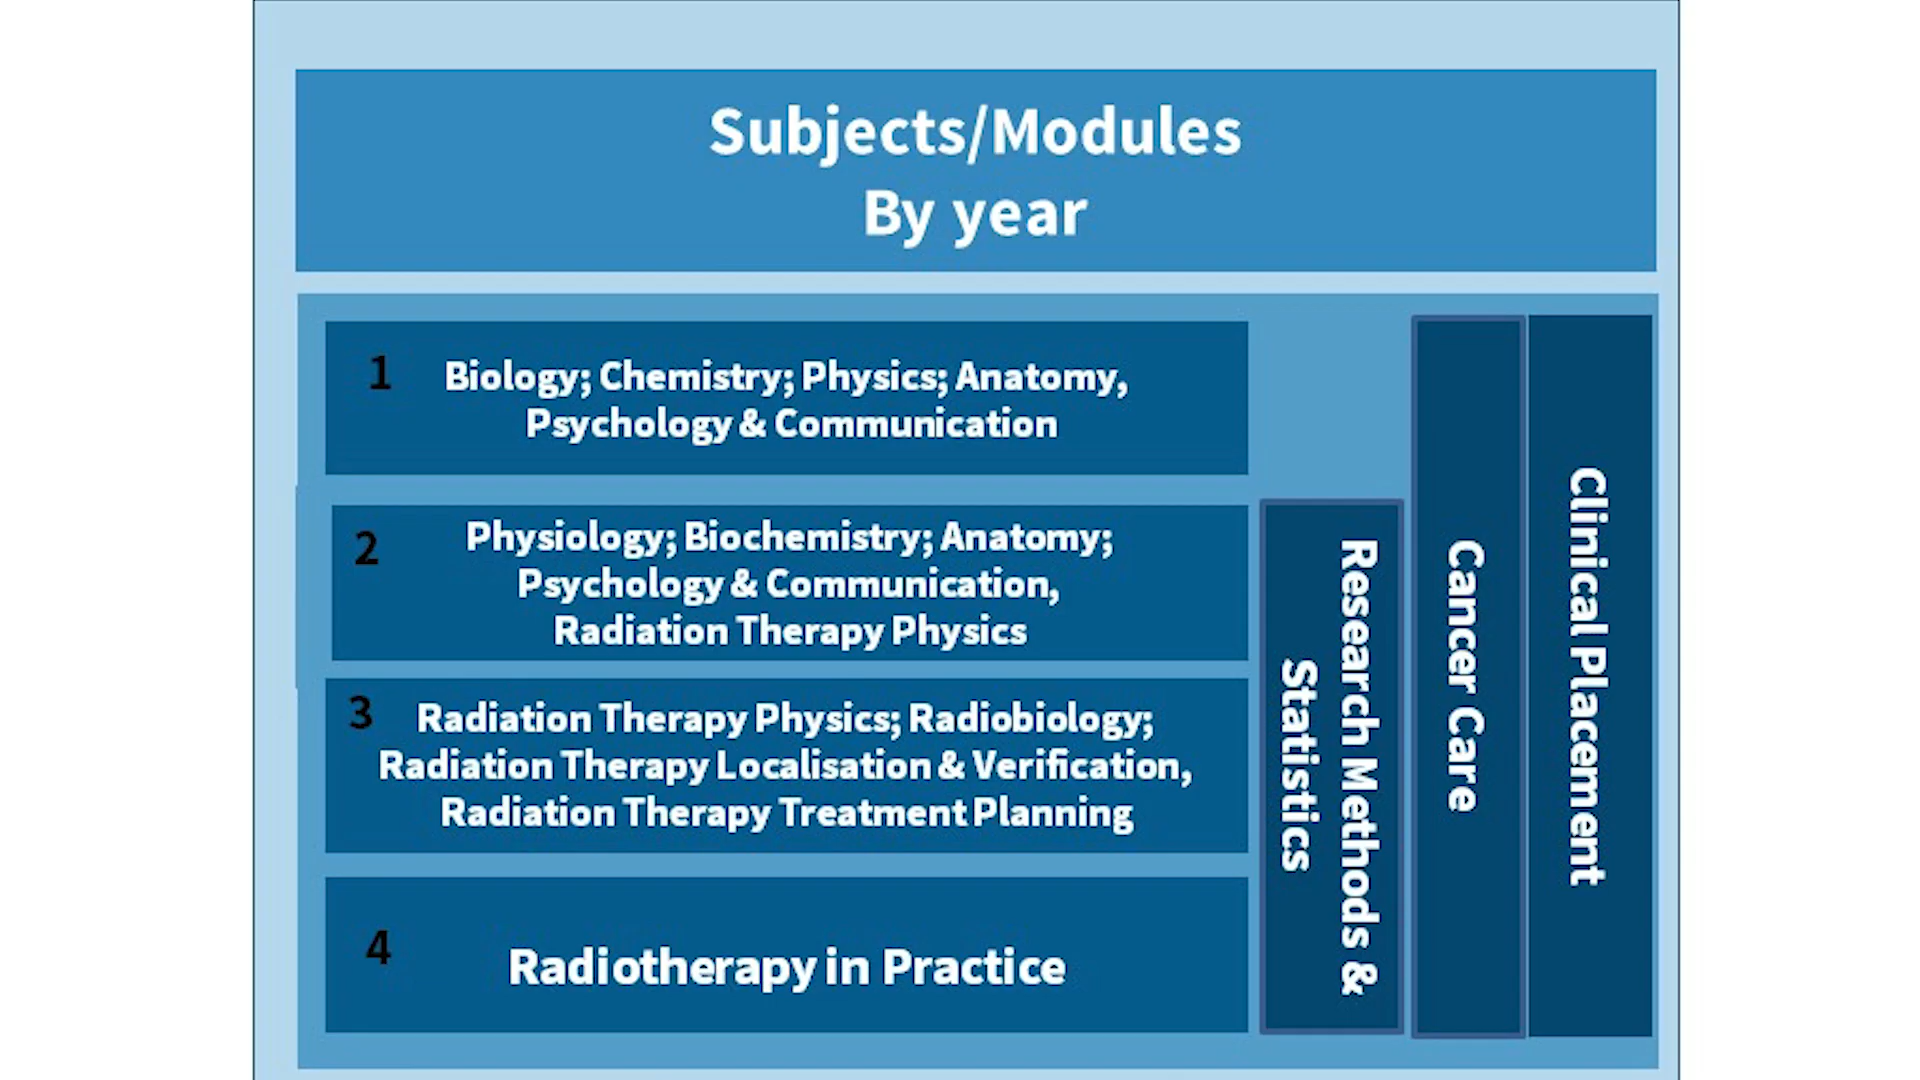 Subjects/Modules
By year
1
Biology; Chemistry; Physics; Anatomy,
Psychology & Communication
2
Physiology; Biochemistry; Anatomy;
Psychology & Communication,
Radiation Therapy Physics
3
Radiation Therapy Physics; Radiobiology;
Radiation Therapy Localisation & Verification,
Radiation Therapy Treatment Planning
4
Radiotherapy in Practice
Research Methods &
Statistics
Cancer Care
Clinical Placement